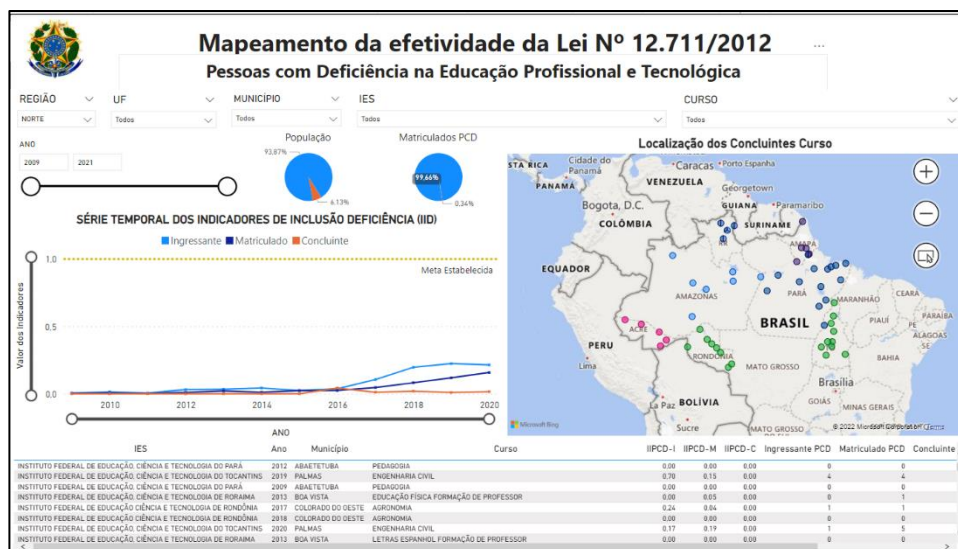 Mapeamento da efetividade da Lei Nº 12.711/2012
...
Pessoas com Deficiência na Educação Profissional e Tecnológica
REGIÃO UF MUNICÍPIO IES CURSO
NORTE Todos Todos Todos Todos
ANO
2009 2021
População
93,87%
6,13%
Matriculados PCD
99,66%
0,34%
SÉRIE TEMPORAL DOS INDICADORES DE INCLUSÃO DEFICIÊNCIA (IID)
Ingressante Matriculado Concluinte
1,0
Meta Estabelecida
0,5
0,0
Valor dos Indicadores
2010 2012 2014 2016 2018 2020
ANO
Localização dos Concluintes Curso
STA RICA
Cidade do Panamá
PANAMÁ
Caracas
Porto Espanha
VENEZUELA
Georgetown
GUIANA
Paramaribo
SURINAME
Bogota, D.C.
COLÔMBIA
RR
AMAPÁ
EQUADOR
AMAZONAS
PARÁ
MARANHÃO
CEARÁ
PARAÍBA
PIAUÍ
PE
ALAGOAS
SE
ACRE
BRASIL
RONDÔNIA
PERU
Lima
MATO GROSSO
BAHIA
Brasília
GOIÁS
MINAS GERAIS
La Paz
BOLÍVIA
Sucre
MATO GROSSO
Microsoft Bing
© 2022 Microsoft Corporation Terms
IES Ano Município Curso IIPCD-I IIPCD-M IIPCD-C Ingressante PCD Matriculado PCD Concluinte
INSTITUTO FEDERAL DE EDUCAÇÃO, CIÊNCIA E TECNOLOGIA DO PARÁ 2012 ABAETETUBA PEDAGOGIA 0,00 0,00 0,00 0 0
INSTITUTO FEDERAL DE EDUCAÇÃO, CIÊNCIA E TECNOLOGIA DO TOCANTINS 2019 PALMAS ENGENHARIA CIVIL 0,70 0,15 0,00 4 4
INSTITUTO FEDERAL DE EDUCAÇÃO, CIÊNCIA E TECNOLOGIA DO PARÁ 2009 ABAETETUBA PEDAGOGIA 0,00 0,00 0,00 0 0
INSTITUTO FEDERAL DE EDUCAÇÃO, CIÊNCIA E TECNOLOGIA DE RORAIMA 2013 BOA VISTA EDUCAÇÃO FÍSICA FORMAÇÃO DE PROFESSOR 0,00 0,05 0,00 0 1
INSTITUTO FEDERAL DE EDUCAÇÃO CIÊNCIA E TECNOLOGIA DE RONDÔNIA 2017 COLORADO DO OESTE AGRONOMIA 0,24 0,04 0,00 1 1
INSTITUTO FEDERAL DE EDUCAÇÃO CIÊNCIA E TECNOLOGIA DE RONDÔNIA 2018 COLORADO DO OESTE AGRONOMIA 0,00 0,00 0,00 0 0
INSTITUTO FEDERAL DE EDUCAÇÃO, CIÊNCIA E TECNOLOGIA DO TOCANTINS 2020 PALMAS ENGENHARIA CIVIL 0,17 0,19 0,00 1 5
INSTITUTO FEDERAL DE EDUCAÇÃO, CIÊNCIA E TECNOLOGIA DE RORAIMA 2013 BOA VISTA LETRAS ESPANHOL FORMAÇÃO DE PROFESSOR 0,00 0,00 0,00 0 0